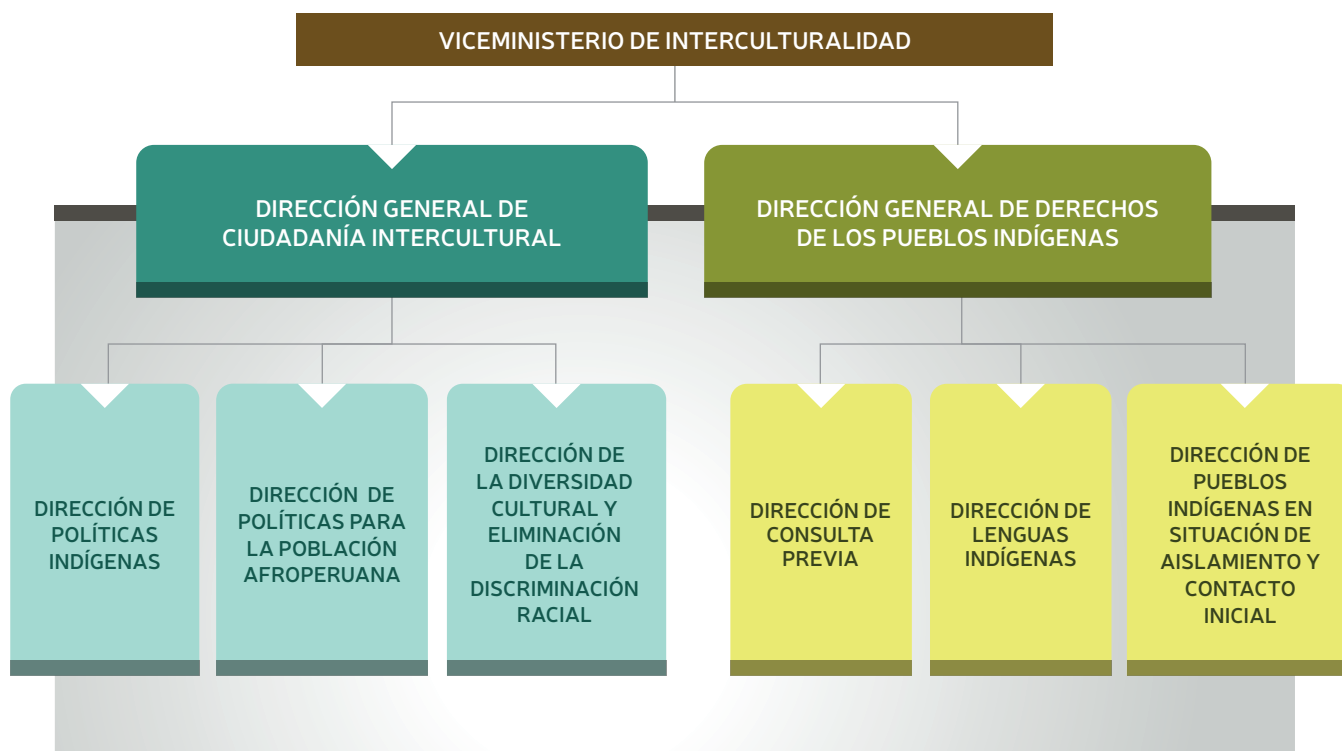 VICEMINISTERIO DE INTERCULTURALIDAD
DIRECCIÓN GENERAL DE
CIUDADANÍA INTERCULTURAL
DIRECCIÓN GENERAL DE DERECHOS
DE LOS PUEBLOS INDÍGENAS
DIRECCIÓN DE
POLÍTICAS
INDÍGENAS
DIRECCIÓN DE
POLÍTICAS PARA
LA POBLACIÓN
AFROPERUANA
DIRECCIÓN DE
LA DIVERSIDAD
CULTURAL Y
ELIMINACIÓN
DE LA
DISCRIMINACIÓN
RACIAL
DIRECCIÓN DE
CONSULTA
PREVIA
DIRECCIÓN DE
LENGUAS
INDÍGENAS
DIRECCIÓN DE
PUEBLOS
INDÍGENAS EN
SITUACIÓN DE
AISLAMIENTO Y
CONTACTO
INICIAL